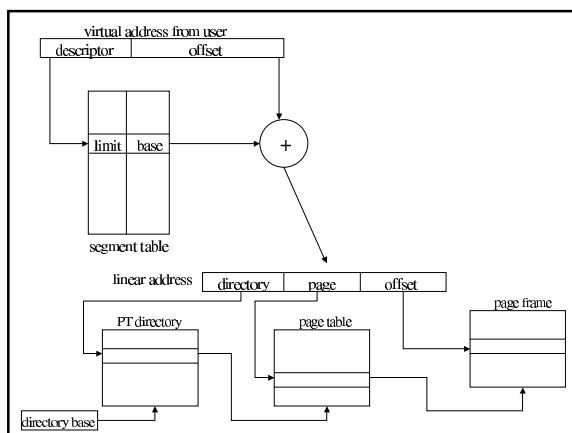 virtual address from user
descriptor offset
limit base
+
segment table
linear address directory page offset
page frame
PT directory page table
directory base